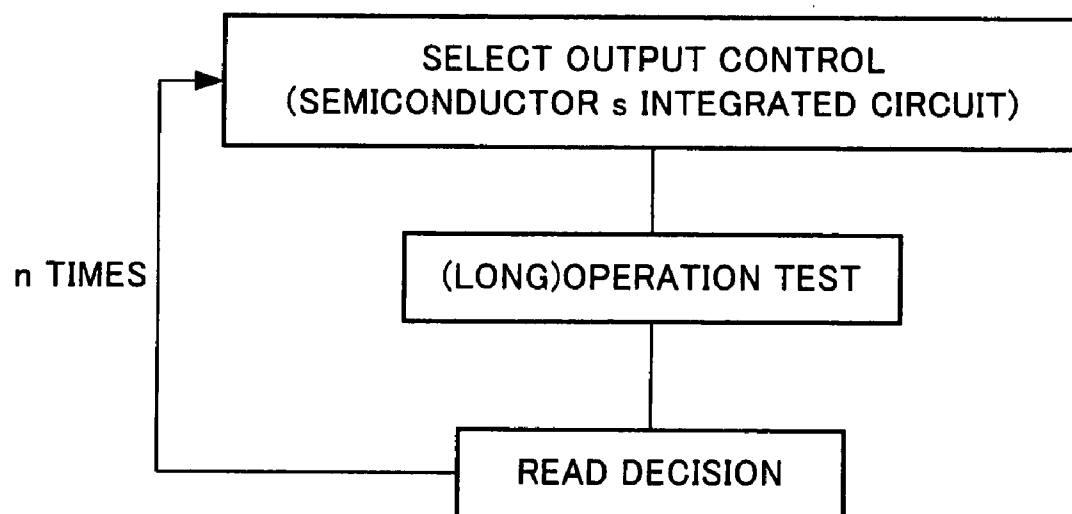 SELECT OUTPUT CONTROL
(SEMICONDUCTOR s INTEGRATED CIRCUIT)
(LONG)OPERATION TEST
n TIMES
READ DECISION